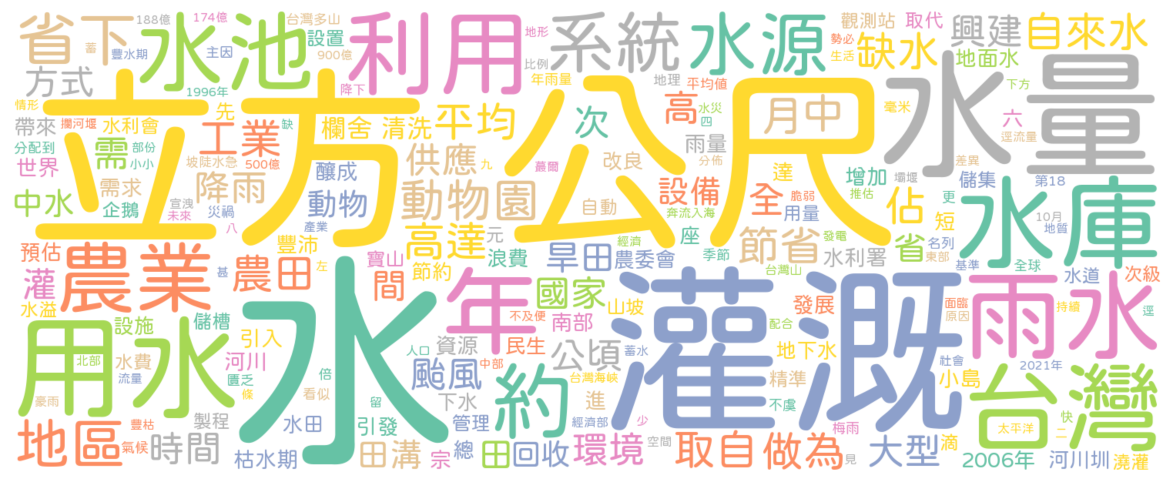 省下
188億
174億
水池
利用
地形
系統
水源
觀測站
取代
興建
自來水
蓄
豐水期
主因
台灣多山
設置
900億
比例
勢必
生活
缺水
地面水
方式
1996年
降下
年雨量
地理
平均值
下方
水量
情形
攔河堰
先
立方公尺
高
水災
四
月中
毫米
六
逕流量
帶來
水利會
工業
缺
欄舍
清洗
平均
次
雨量
分配到
需
部份
坡陡水急
500億
供應
九
蘆爾
改良
分佈
達
增加
壩堰
差異
世界
小小
釀成
設備
全
脆弱
推估
儲集
第18
需求
降雨
動物園
自動
用量
佔
更
中水
企鵝
宣洩
未來
災禍
動物
奔流入海
短
10月
水庫
八
產業
豐沛
高達
元
座
經濟
發電
節省
省
名列
地質
東部
預估
農業
農田
甚
左
寶山
間
節約
浪費
旱田
農委會
季節
水利署
基準
全球
灌
台灣山
水道
次級
水溢
儲槽
年
國家
山坡
灌溉
發展
面臨
原因
雨水
持續
逕
用水
設施
引入
水
不及便
南部
配合
北部
水費
河川
人口
資源
民生
公頃
蓄水
地下水
社會
2021年
流量
匱乏
倍
條
看似
颱風
中部
約
台灣海峽
精準
小島
台灣
豪雨
製程
留
下水
進
經濟部
少
不虞
快
二
太平洋
地區
豐枯
氣候
時間
水田
引發
管理
梅雨
枯水期
田溝
宗
總
田
回收
環境
空間
取自
做為
見
大型
滴
2006年
河川圳
澆灌